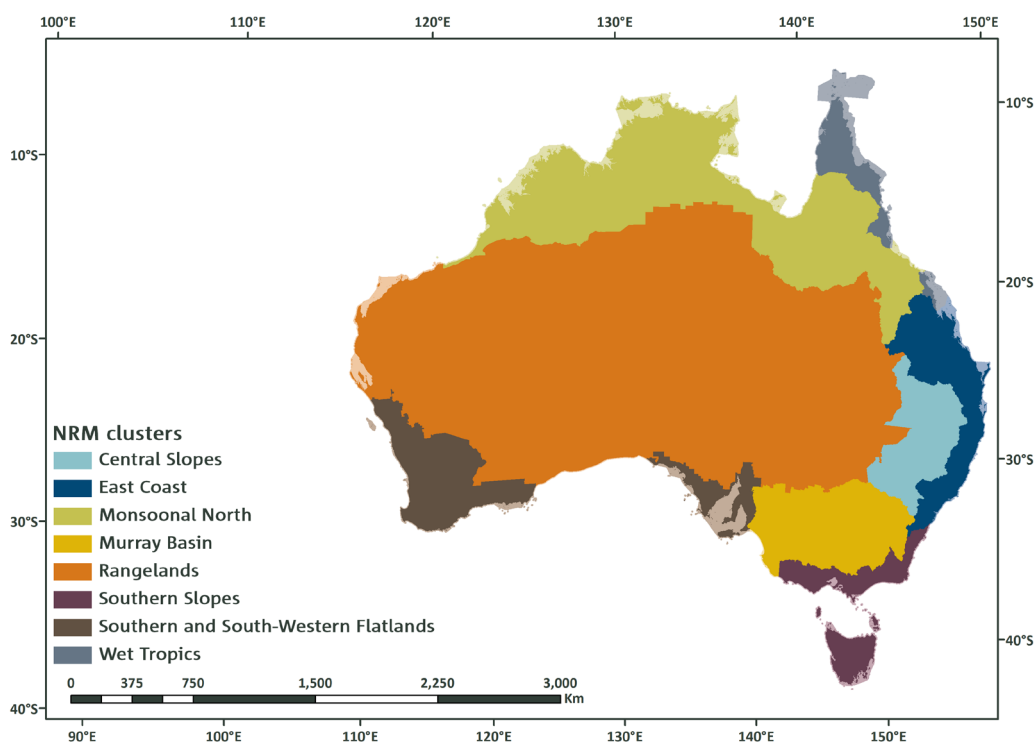 100°E 110°E 120°E 130°E 140°E 150°E
10°S
10°S
20°S
20°S
NRM clusters
Central Slopes
30°S
East Coast
Monsoonal North
30°S
Murray Basin
Rangelands
Southern Slopes
Southern and South-Western Flatlands
40°S
Wet Tropics
0 375 750 1,500 2,250 3,000
Km
40°S
90°E 100°E 110°E 120°E 130°E 140°E 150°E